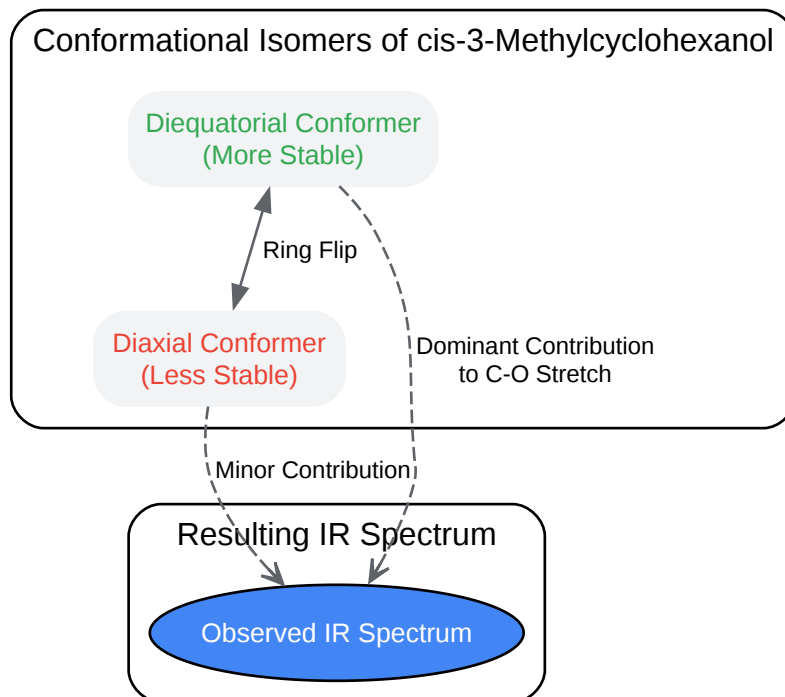 Conformational Isomers of cis-3-Methylcyclohexanol
Diequatorial Conformer
(More Stable)
Ring Flip
Diaxial Conformer
(Less Stable)
Dominant Contribution
to C-O Stretch
Minor Contribution
Resulting IR Spectrum
Observed IR Spectrum